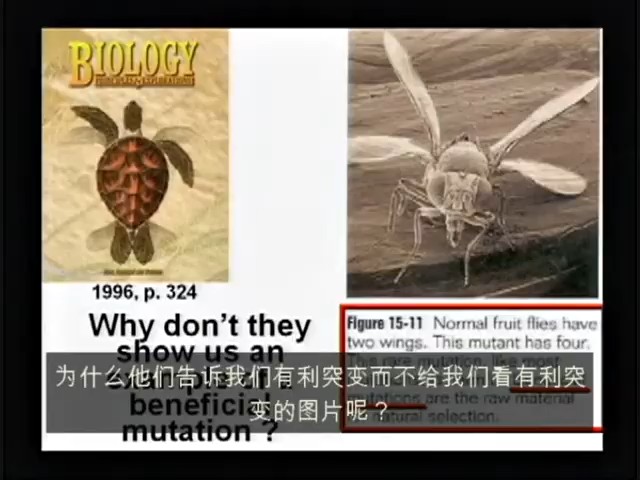 BIOLOGY
1996, p. 324
Why don't they
show us an
beneficial
mutation ?
Figure 15-11 Normal fruit flies have
two wings. This mutant has four.
This rare mutation, like most
mutations are the raw material
natural selection.
为什么他们告诉我们有利突变而不给我们看有利突
变的图片呢？